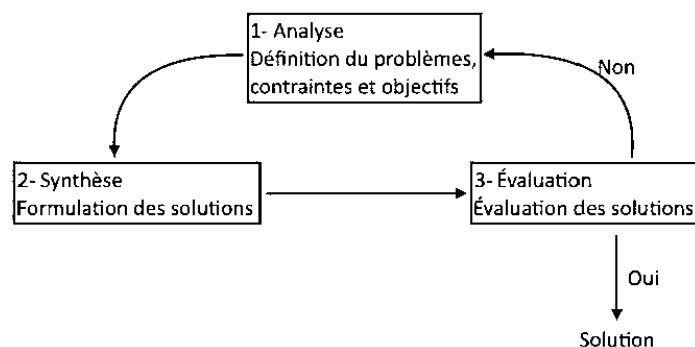 1- Analyse
Définition du problèmes,
contraintes et objectifs
Non
2- Synthèse
Formulation des solutions
3- Évaluation
Évaluation des solutions
Oui
Solution